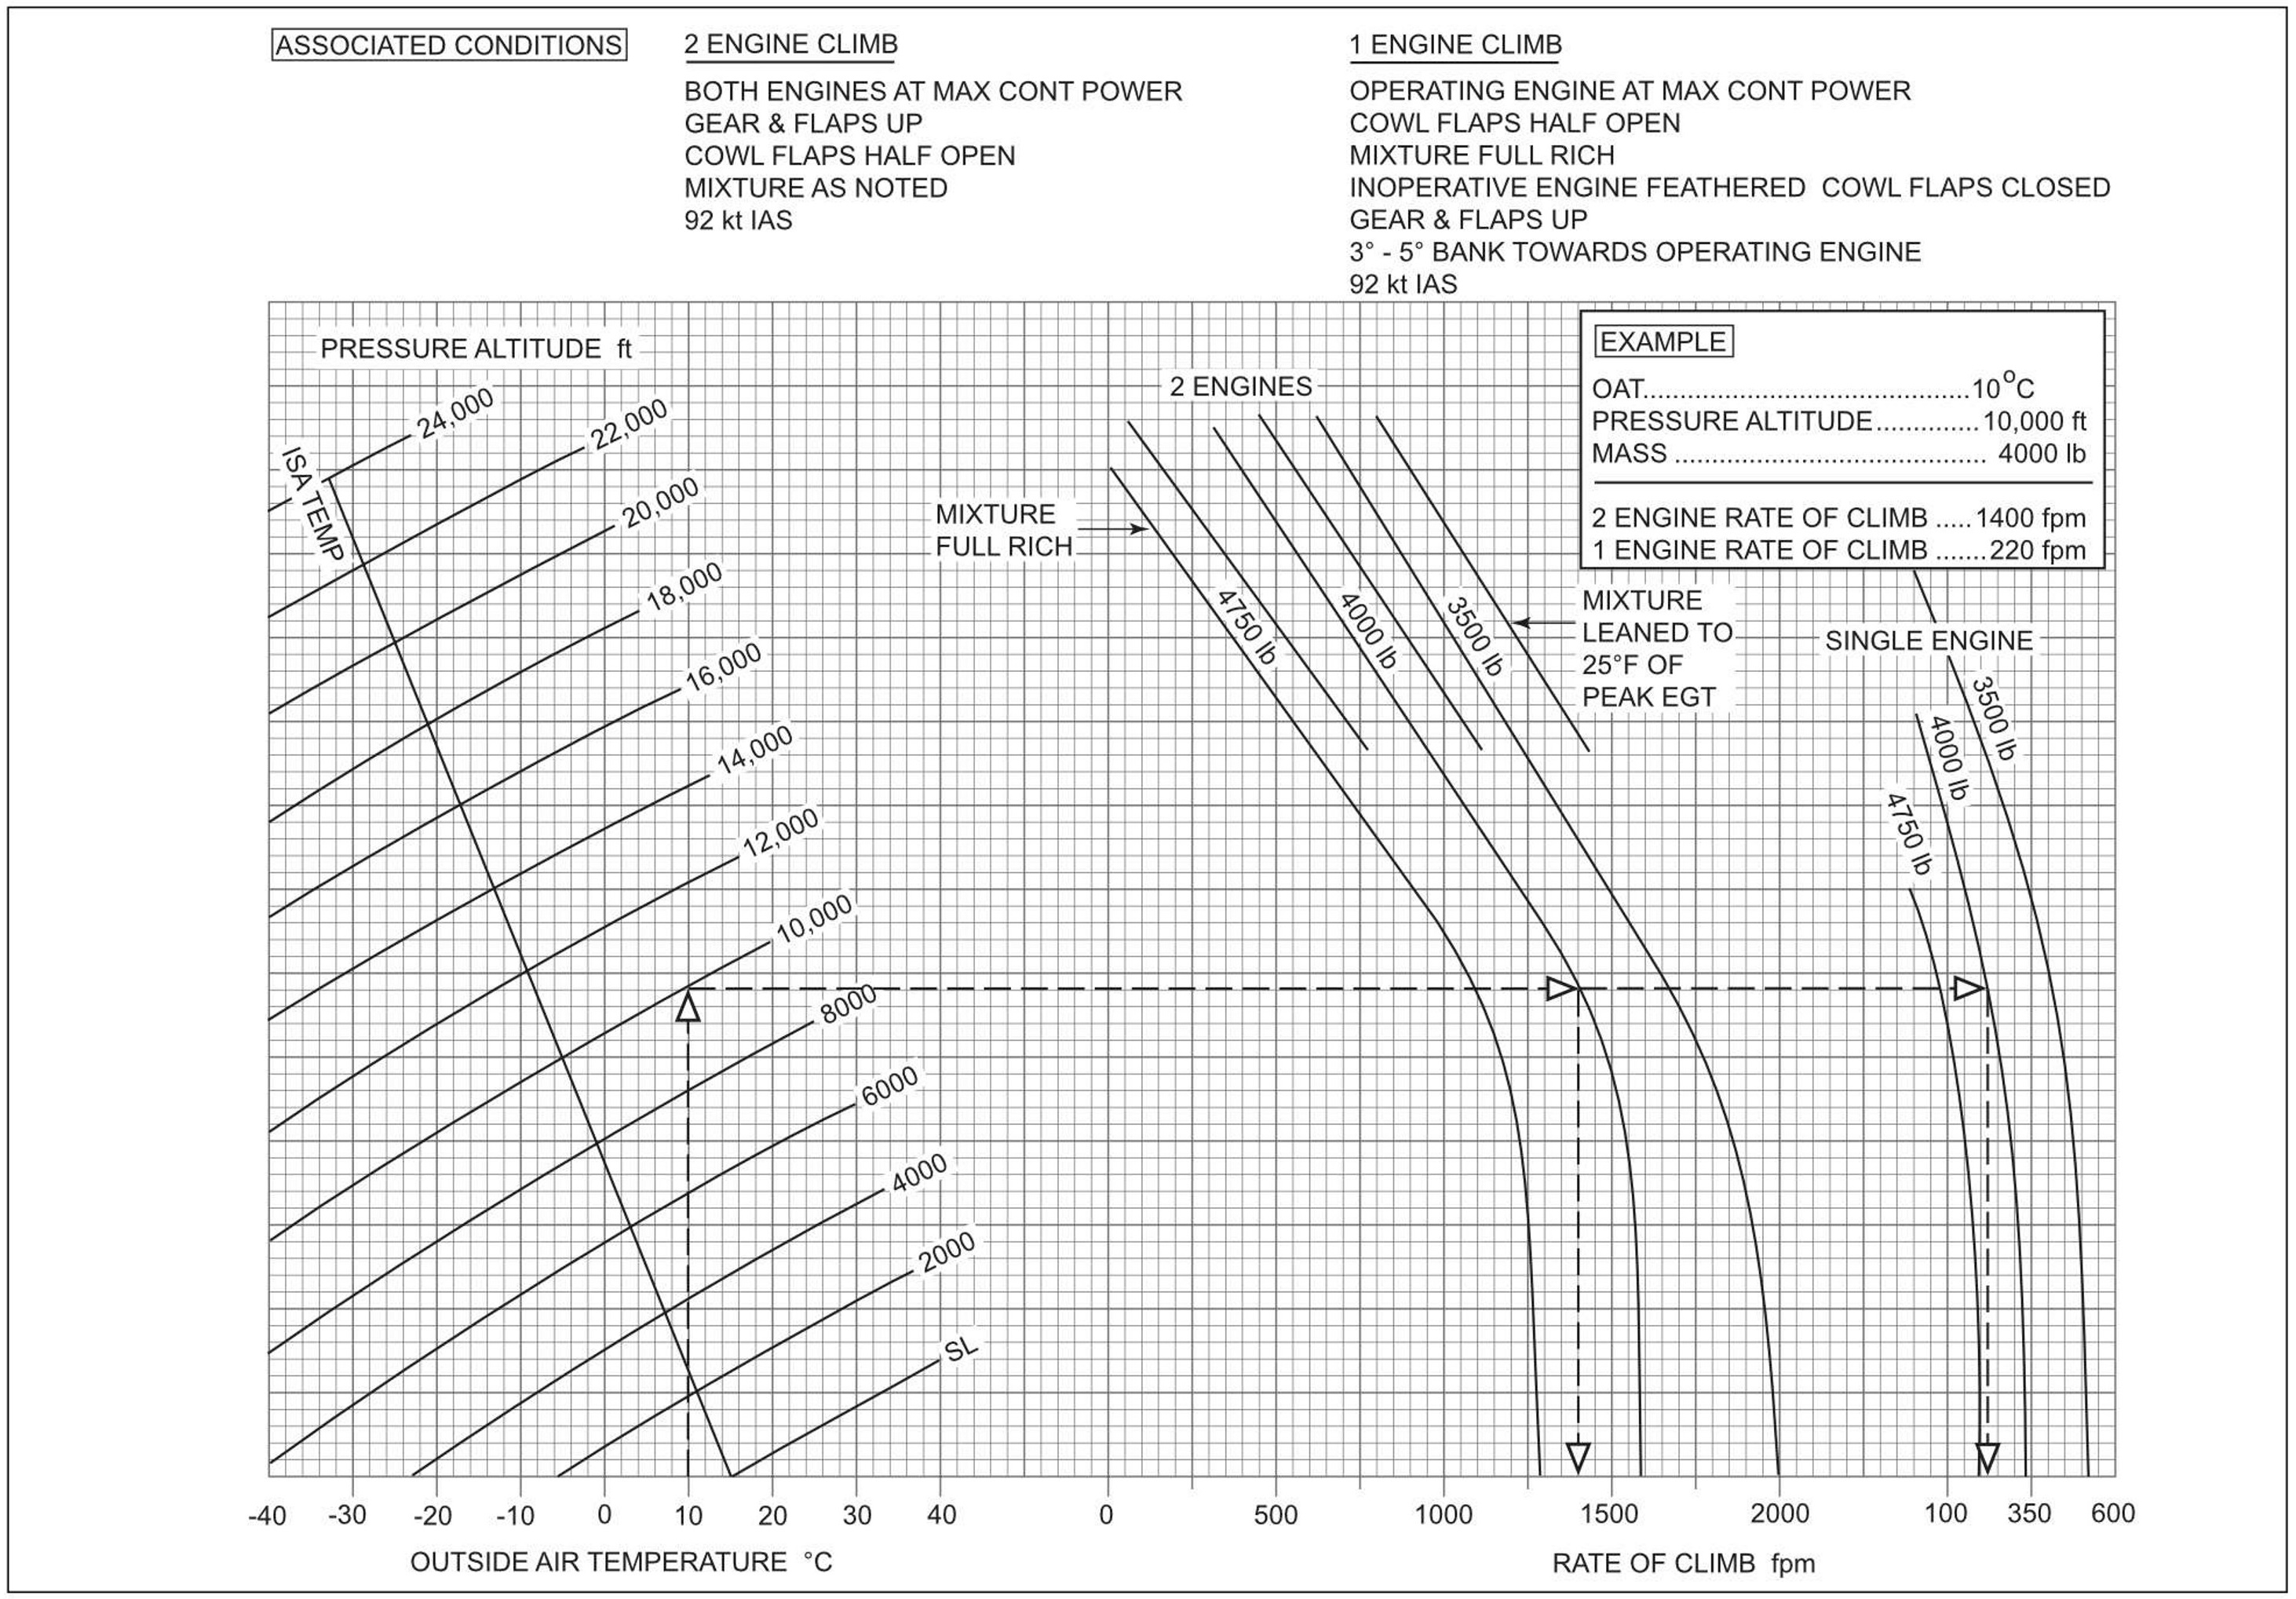 ASSOCIATED CONDITIONS
2 ENGINE CLIMB
BOTH ENGINES AT MAX CONT POWER
GEAR & FLAPS UP
COWL FLAPS HALF OPEN
MIXTURE AS NOTED
92 kt IAS
1 ENGINE CLIMB
OPERATING ENGINE AT MAX CONT POWER
COWL FLAPS HALF OPEN
MIXTURE FULL RICH
INOPERATIVE ENGINE FEATHERED COWL FLAPS CLOSED
GEAR & FLAPS UP
3° - 5° BANK TOWARDS OPERATING ENGINE
92 kt IAS
PRESSURE ALTITUDE ft
24,000
22,000
20,000
18,000
16,000
14,000
12,000
10,000
8000
6000
4000
2000
SL
ISA TEMP
2 ENGINES
MIXTURE
FULL RICH
4750 lb
4000 lb
3500 lb
EXAMPLE
OAT............................................10°C
PRESSURE ALTITUDE..............10,000 ft
MASS .......................................... 4000 lb
2 ENGINE RATE OF CLIMB .....1400 fpm
1 ENGINE RATE OF CLIMB .......220 fpm
MIXTURE
LEANED TO
25°F OF
PEAK EGT
SINGLE ENGINE
3500 lb
4000 lb
4750 lb
-40 -30 -20 -10 0 10 20 30 40 0 500 1000 1500 2000 100 350 600
OUTSIDE AIR TEMPERATURE °C
RATE OF CLIMB fpm